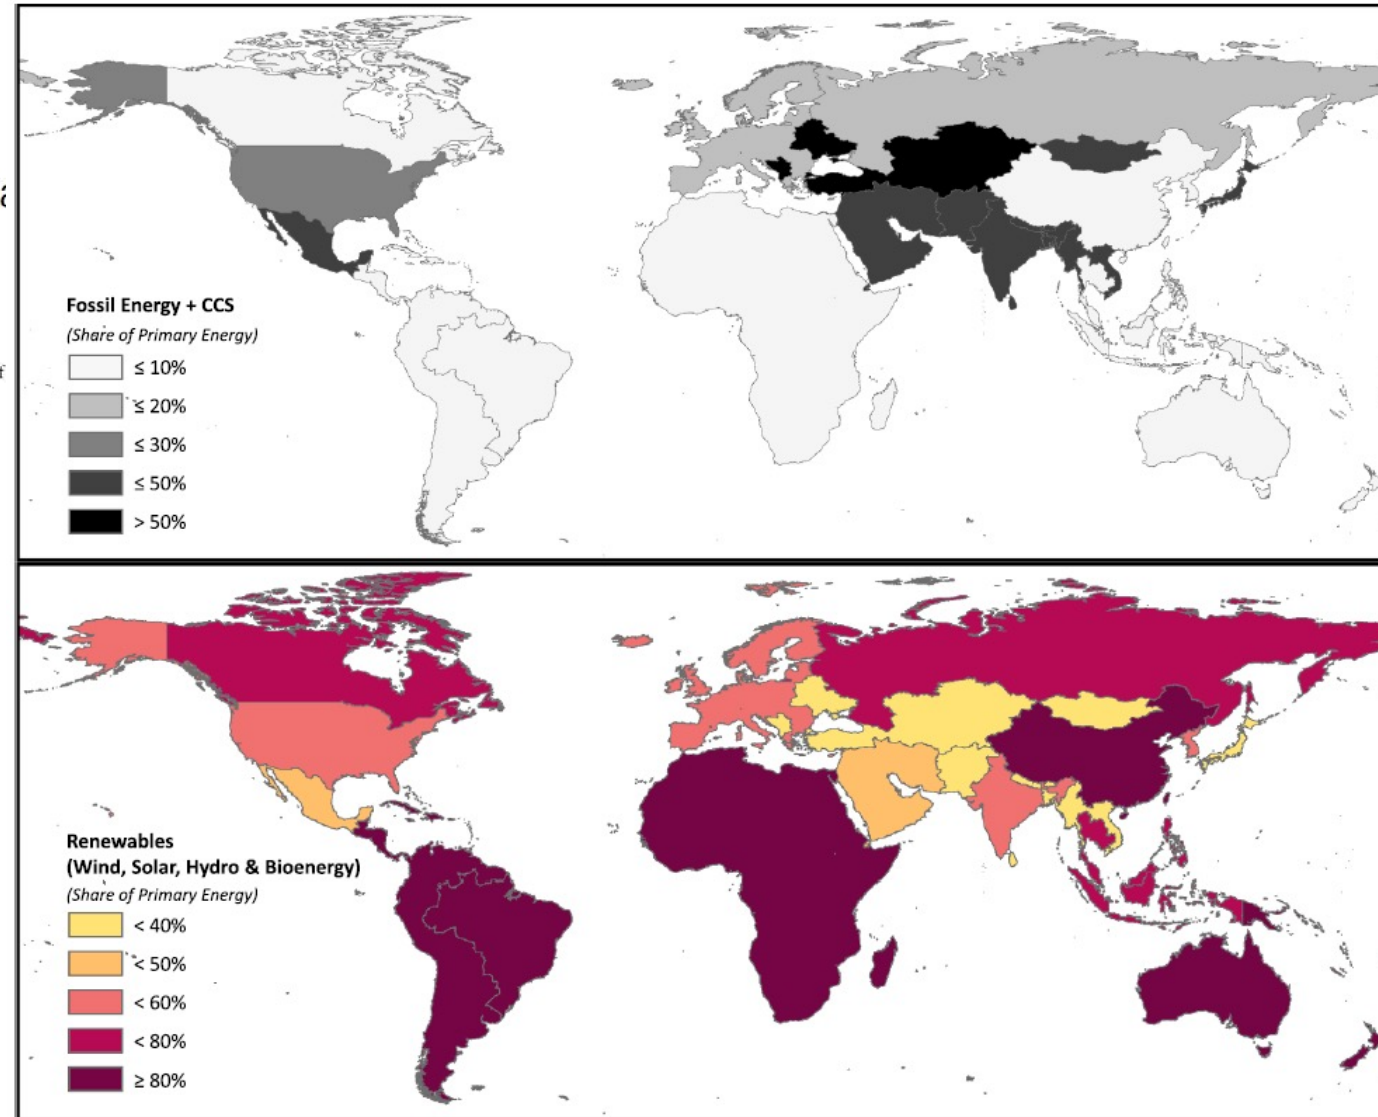 Fossil Energy + CCS
(Share of Primary Energy)
≤ 10%
≤ 20%
≤ 30%
≤ 50%
> 50%
Renewables
(Wind, Solar, Hydro & Bioenergy)
(Share of Primary Energy)
< 40%
< 50%
< 60%
< 80%
≥ 80%